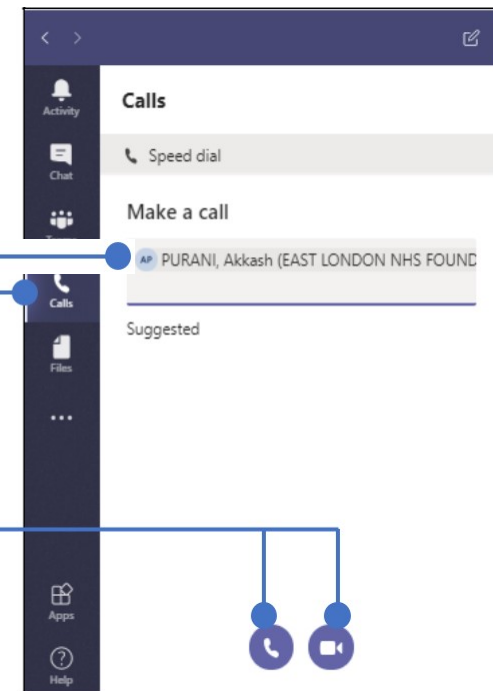 Activity
Calls
Speed dial
Chat
Make a call
AP PURANI, Akkash (EAST LONDON NHS FOUND
Calls
Suggested
Files
Apps
Help